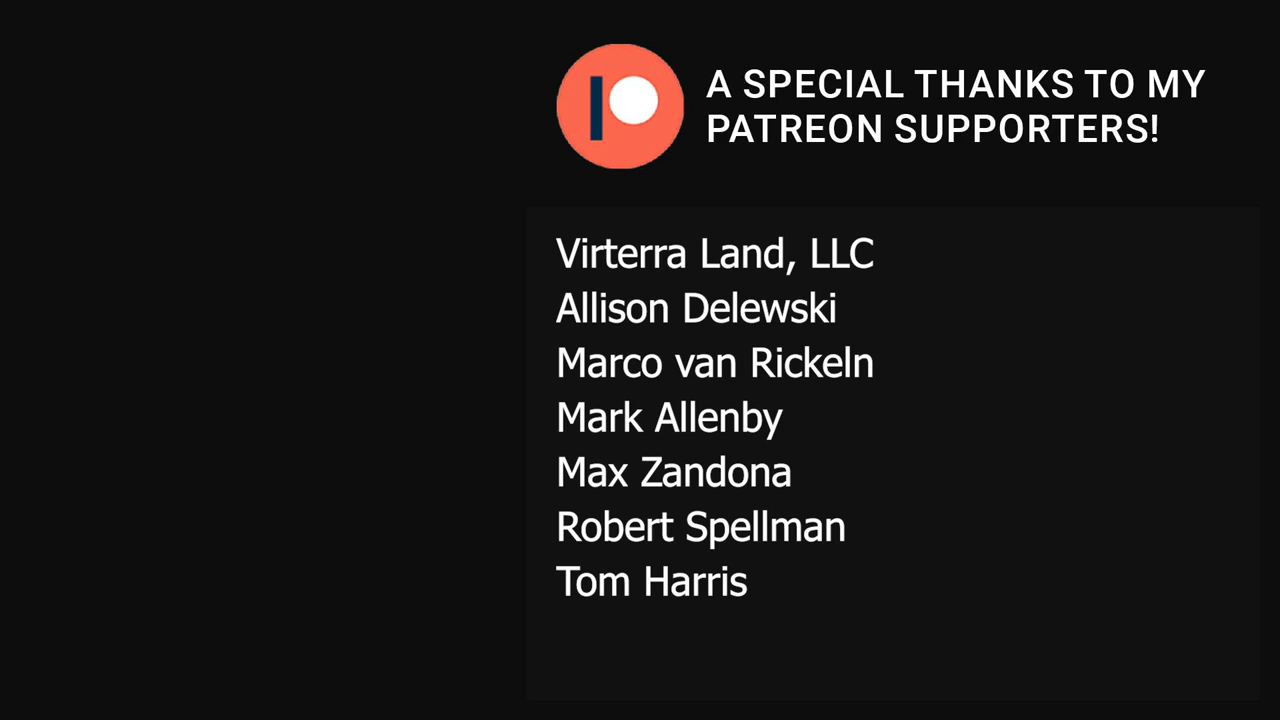 A SPECIAL THANKS TO MY
PATREON SUPPORTERS!
Virterra Land, LLC
Allison Delewski
Marco van Rickeln
Mark Allenby
Max Zandona
Robert Spellman
Tom Harris